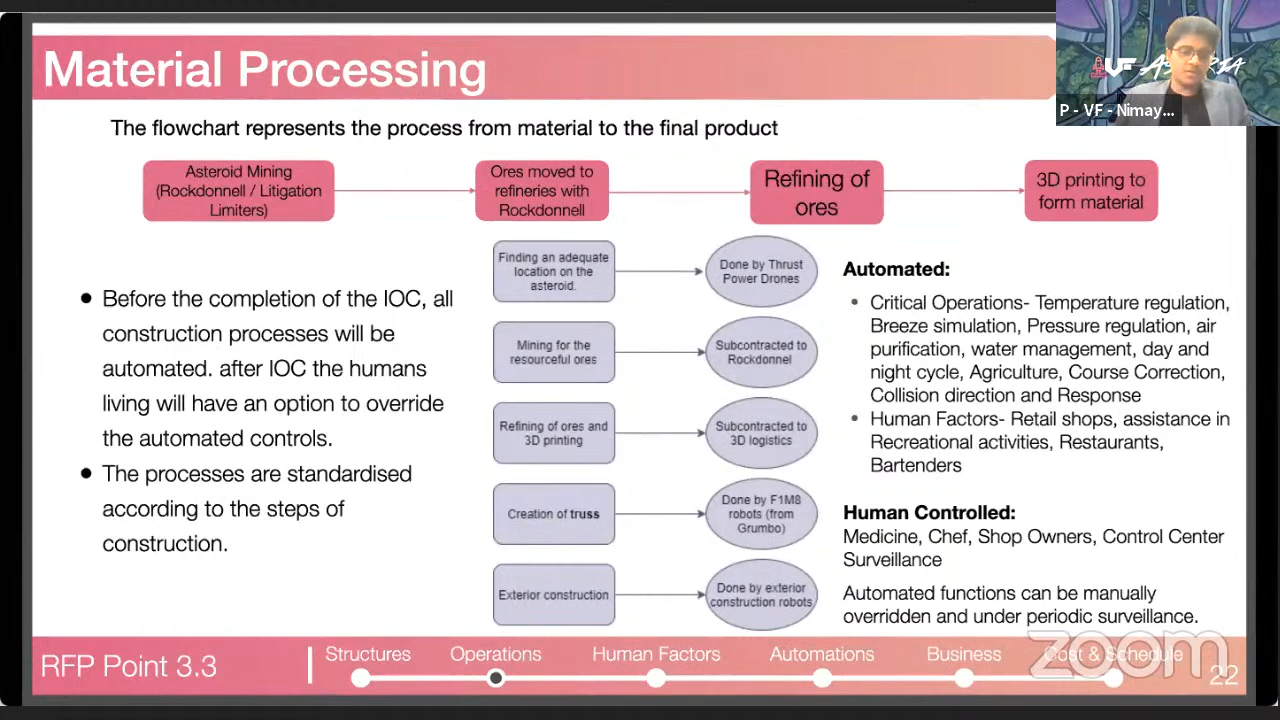 Material Processing
The flowchart represents the process from material to the final product
Asteroid Mining
(Rockdonnell / Litigation
Limiters)
Ores moved to
refineries with
Rockdonnell
Refining of
ores
3D printing to
form material
Before the completion of the IOC, all
construction processes will be
automated. after IOC the humans
living will have an option to override
the automated controls.
The processes are standardised
according to the steps of
construction.
Finding an adequate
location on the
asteroid.
Done by Thrust
Power Drones
Mining for the
resourceful ores
Subcontracted to
Rockdonnel
Refining of ores and
3D printing
Subcontracted to
3D logistics
Creation of truss
Done by F1M8
robots (from
Grumbo)
Exterior construction
Done by exterior
construction robots
Automated:
Critical Operations- Temperature regulation,
Breeze simulation, Pressure regulation, air
purification, water management, day and
night cycle, Agriculture, Course Correction,
Collision direction and Response
Human Factors- Retail shops, assistance in
Recreational activities, Restaurants,
Bartenders
Human Controlled:
Medicine, Chef, Shop Owners, Control Center
Surveillance
Automated functions can be manually
overridden and under periodic surveillance.
RFP Point 3.3
Structures
Operations
Human Factors
Automations
Business
Cost & Schedule
22
zoom
VF
P - VF - Nimay...